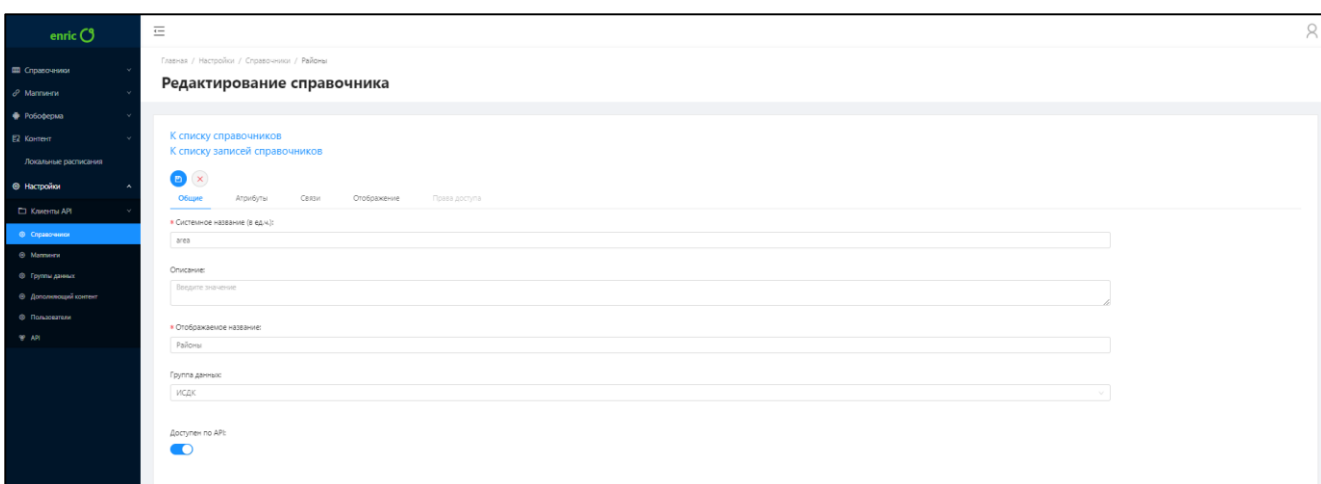 enric
Главная / Настройки / Справочники / Районы
Редактирование справочника
Справочники
Маппинги
Робоферма
Контент
Локальные расписания
Настройки
Клиенты API
Справочники
Маппинги
Группы данных
Дополняющий контент
Пользователи
API
К списку справочников
К списку записей справочников
Общие Атрибуты Связи Отображение Права доступа
* Системное название (в ед.ч.):
area
Описание:
Введите значение
* Отображаемое название:
Районы
Группа данных:
ИСДК
Доступен по API: